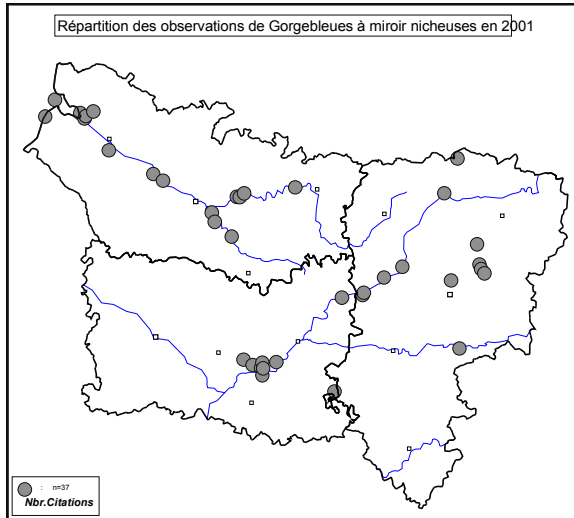 Répartition des observations de Gorgebleues à miroir nicheuses en 2001
: n=37
Nbr.Citations